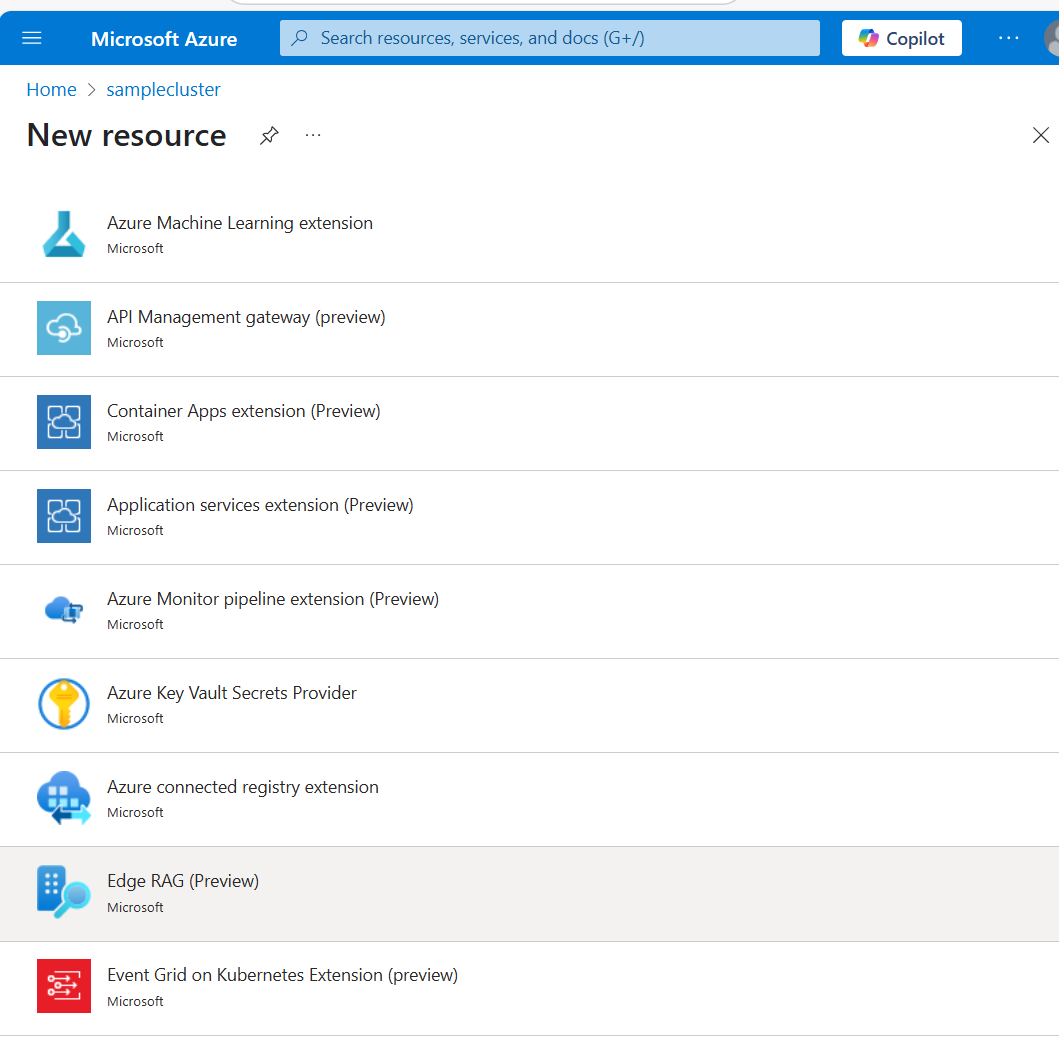 Microsoft Azure
Search resources, services, and docs (G+/)
Copilot
Home > samplecluster
New resource
Azure Machine Learning extension
Microsoft
API Management gateway (preview)
Microsoft
Container Apps extension (Preview)
Microsoft
Application services extension (Preview)
Microsoft
Azure Monitor pipeline extension (Preview)
Microsoft
Azure Key Vault Secrets Provider
Microsoft
Azure connected registry extension
Microsoft
Edge RAG (Preview)
Microsoft
Event Grid on Kubernetes Extension (preview)
Microsoft